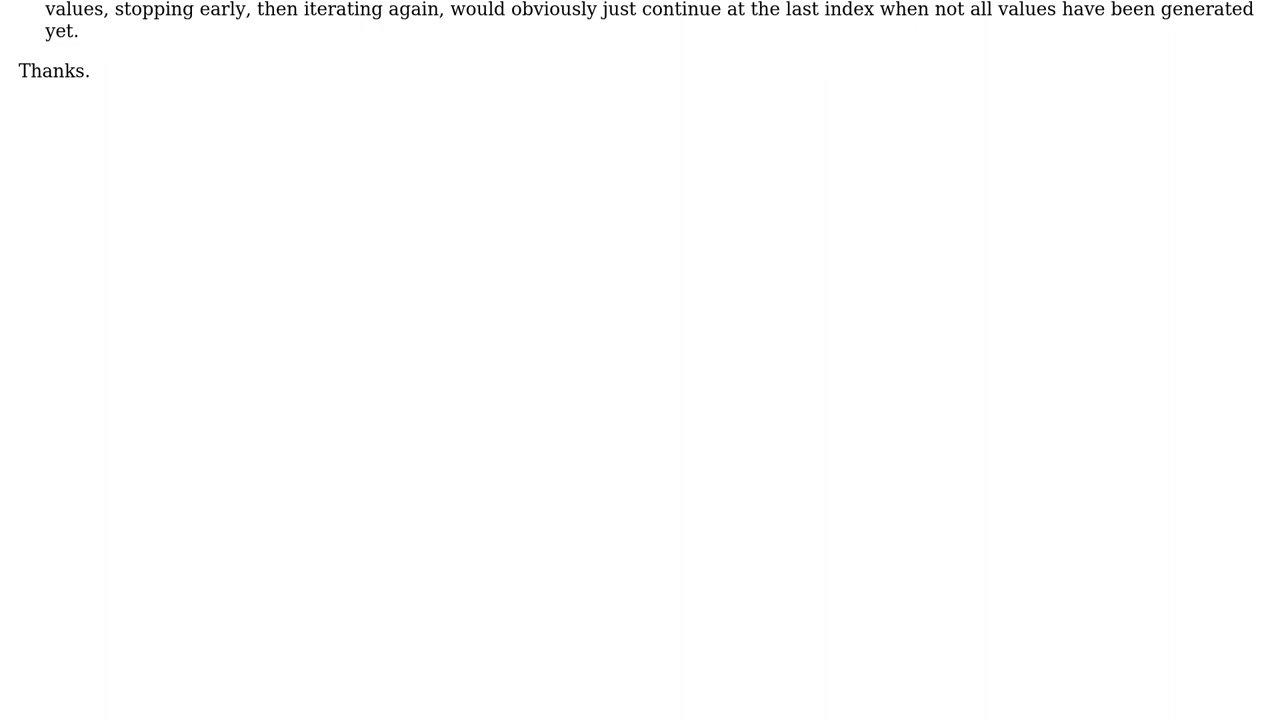 values, stopping early, then iterating again, would obviously just continue at the last index when not all values have been generated
yet.
Thanks.